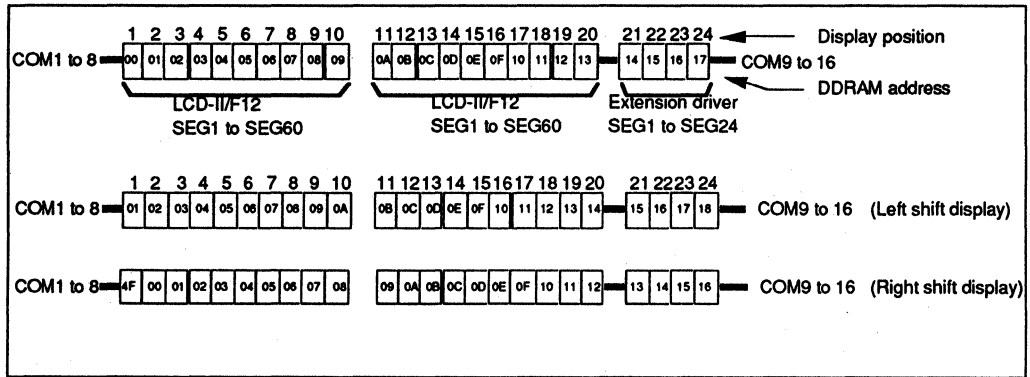 1 2 3 4 5 6 7 8 9 10 11 12 13 14 15 16 17 18 19 20 21 22 23 24 Display position
COM1 to 8 00 01 02 03 04 05 06 07 08 09 0A 0B 0C 0D 0E 0F 10 11 12 13 14 15 16 17 COM9 to 16
DDRAM address
LCD-II/F12 LCD-II/F12 Extension driver
SEG1 to SEG60 SEG1 to SEG60 SEG1 to SEG24
1 2 3 4 5 6 7 8 9 10 11 12 13 14 15 16 17 18 19 20 21 22 23 24
COM1 to 8 01 02 03 04 05 06 07 08 09 0A 0B 0C 0D 0E 0F 10 11 12 13 14 15 16 17 18 COM9 to 16 (Left shift display)
COM1 to 8 4F 00 01 02 03 04 05 06 07 08 09 0A 0B 0C 0D 0E 0F 10 11 12 13 14 15 16 COM9 to 16 (Right shift display)